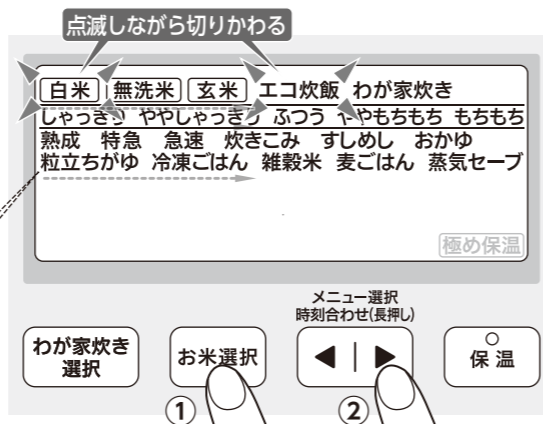 点滅しながら切りかわる
白米 無洗米 玄米 エコ炊飯 わが家炊き
しゃっきり ややしゃっきり ふつう ややもちもち もちもち
熟成 特急 急速 炊きこみ すしめし おかゆ
粒立ちがゆ 冷凍ごはん 雑穀米 麦ごはん 蒸気セーブ
極め保温
メニュー選択
時刻合わせ(長押し)
わが家炊き
選択
お米選択
◀ | ▶
保温
① ②